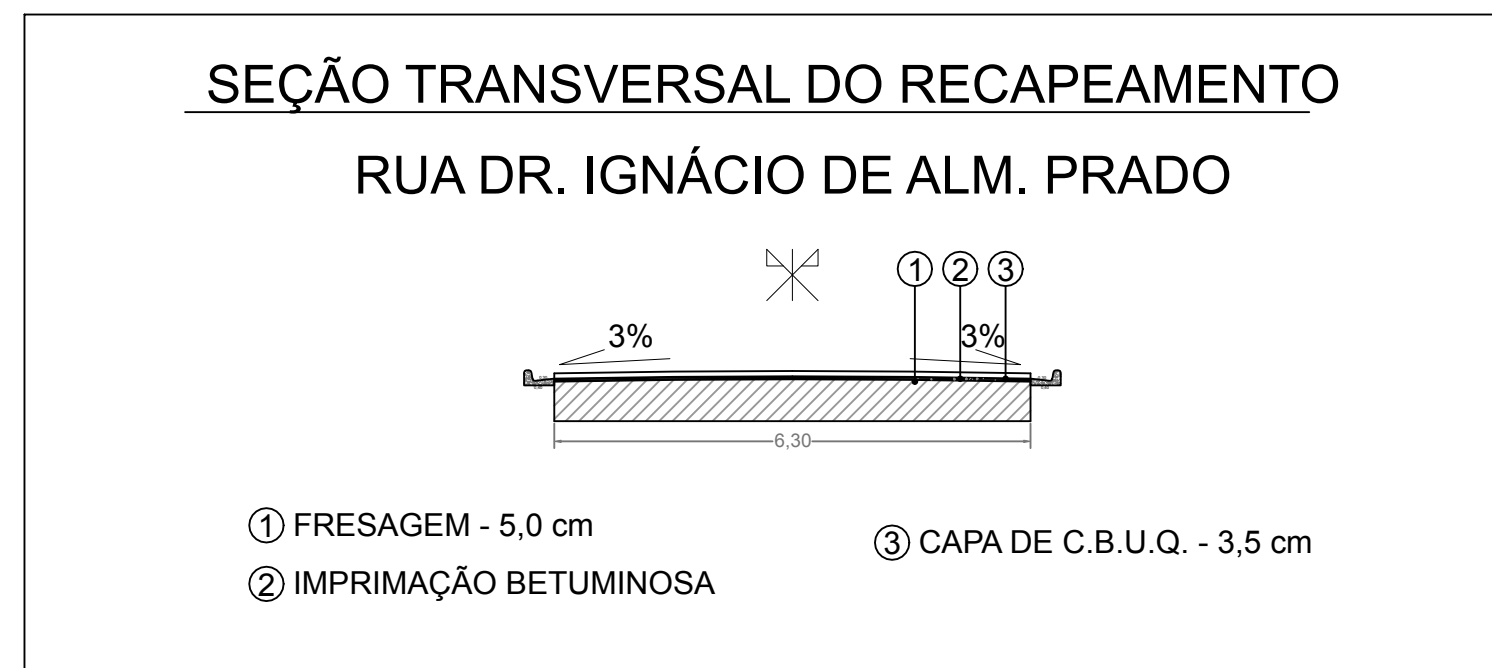 SEÇÃO TRANSVERSAL DO RECAPEAMENTO
RUA DR. IGNÁCIO DE ALM. PRADO
1 2 3
3% 3%
6,30
1 FRESAGEM - 5,0 cm
2 IMPRIMAÇÃO BETUMINOSA
3 CAPA DE C.B.U.Q. - 3,5 cm